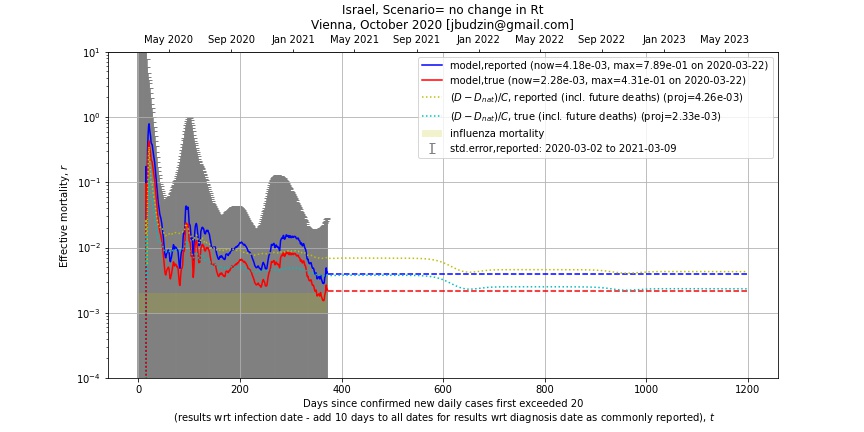 Israel, Scenario= no change in Rt
Vienna, October 2020 [jbudzin@gmail.com]
May 2020 Sep 2020 Jan 2021 May 2021 Sep 2021 Jan 2022 May 2022 Sep 2022 Jan 2023 May 2023
model,reported (now=4.18e-03, max=7.89e-01 on 2020-03-22)
model,true (now=2.28e-03, max=4.31e-01 on 2020-03-22)
(D − D_nat)/C, reported (incl. future deaths) (proj=4.26e-03)
(D − D_nat)/C, true (incl. future deaths) (proj=2.33e-03)
influenza mortality
std.error,reported: 2020-03-02 to 2021-03-09
Effective mortality, r
10^1
10^0
10^−1
10^−2
10^−3
10^−4
0 200 400 600 800 1000 1200
Days since confirmed new daily cases first exceeded 20
(results wrt infection date - add 10 days to all dates for results wrt diagnosis date as commonly reported), t